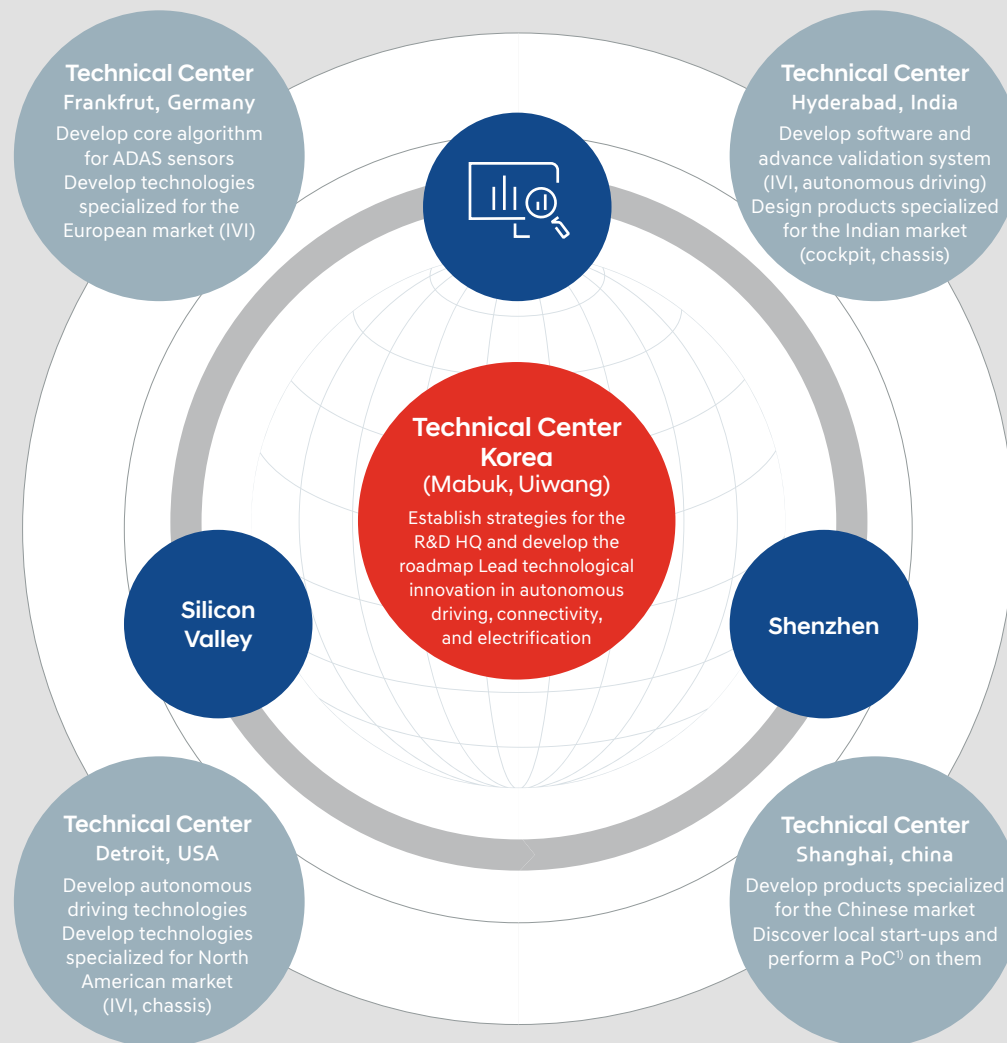 Technical Center
Frankfrut, Germany
Develop core algorithm
for ADAS sensors
Develop technologies
specialized for the
European market (IVI)
Technical Center
Hyderabad, India
Develop software and
advance validation system
(IVI, autonomous driving)
Design products specialized
for the Indian market
(cockpit, chassis)
Technical Center
Korea
(Mabuk, Uiwang)
Establish strategies for the
R&D HQ and develop the
roadmap Lead technological
innovation in autonomous
driving, connectivity,
and electrification
Silicon
Valley
Shenzhen
Technical Center
Detroit, USA
Develop autonomous
driving technologies
Develop technologies
specialized for North
American market
(IVI, chassis)
Technical Center
Shanghai, china
Develop products specialized
for the Chinese market
Discover local start-ups and
perform a PoC¹⁾ on them